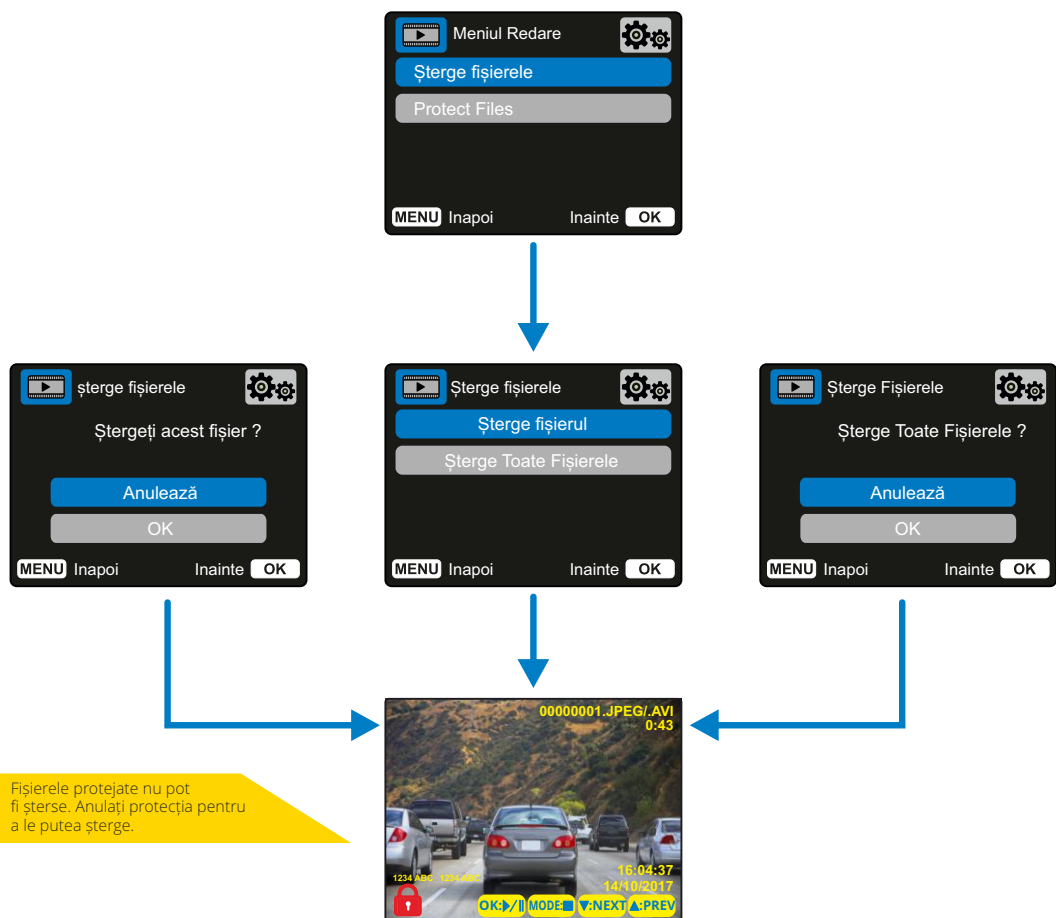 Meniul Redare
Șterge fișierele
Protect Files
MENU Inapoi Inainte OK
șterge fișierele
Ștergeți acest fișier ?
Anulează
OK
MENU Inapoi Inainte OK
Șterge fișierele
Șterge fișierul
Șterge Toate Fișierele
MENU Inapoi Inainte OK
Șterge Fișierele
Șterge Toate Fișierele ?
Anulează
OK
MENU Inapoi Inainte OK
00000001.JPEG/.AVI
0:43
Fișierele protejate nu pot
fi șterse. Anulați protecția pentru
a le putea șterge.
1234 ABC 1234 ABC
16:04:37
14/10/2017
OK:▶/|| MODE:■ ▼:NEXT ▲:PREV